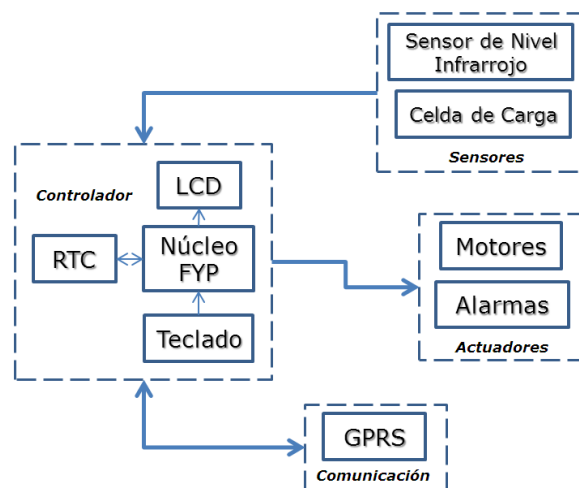 Sensor de Nivel
Infrarrojo
Celda de Carga
Sensores
Controlador
LCD
RTC
Núcleo
FYP
Teclado
Motores
Alarmas
Actuadores
GPRS
Comunicación